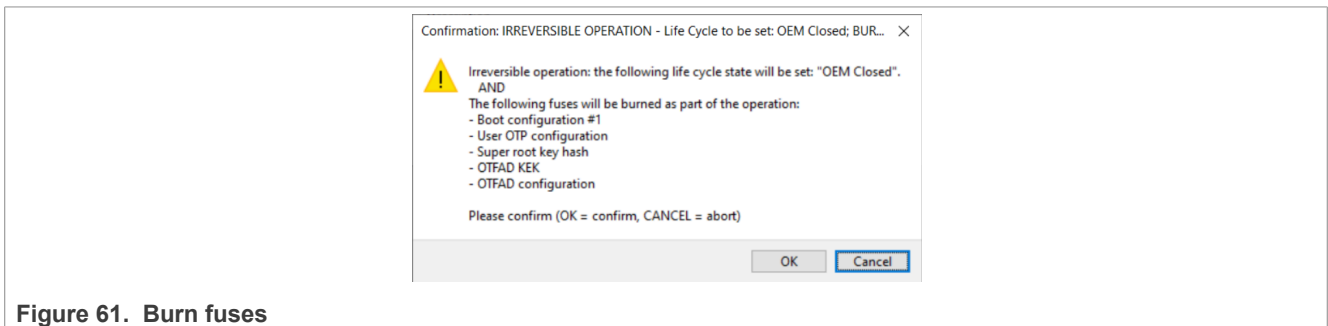 Confirmation: IRREVERSIBLE OPERATION - Life Cycle to be set: OEM Closed; BUR...
Irreversible operation: the following life cycle state will be set: "OEM Closed".
AND
The following fuses will be burned as part of the operation:
- Boot configuration #1
- User OTP configuration
- Super root key hash
- OTFAD KEK
- OTFAD configuration
Please confirm (OK = confirm, CANCEL = abort)
OK Cancel
Figure 61. Burn fuses